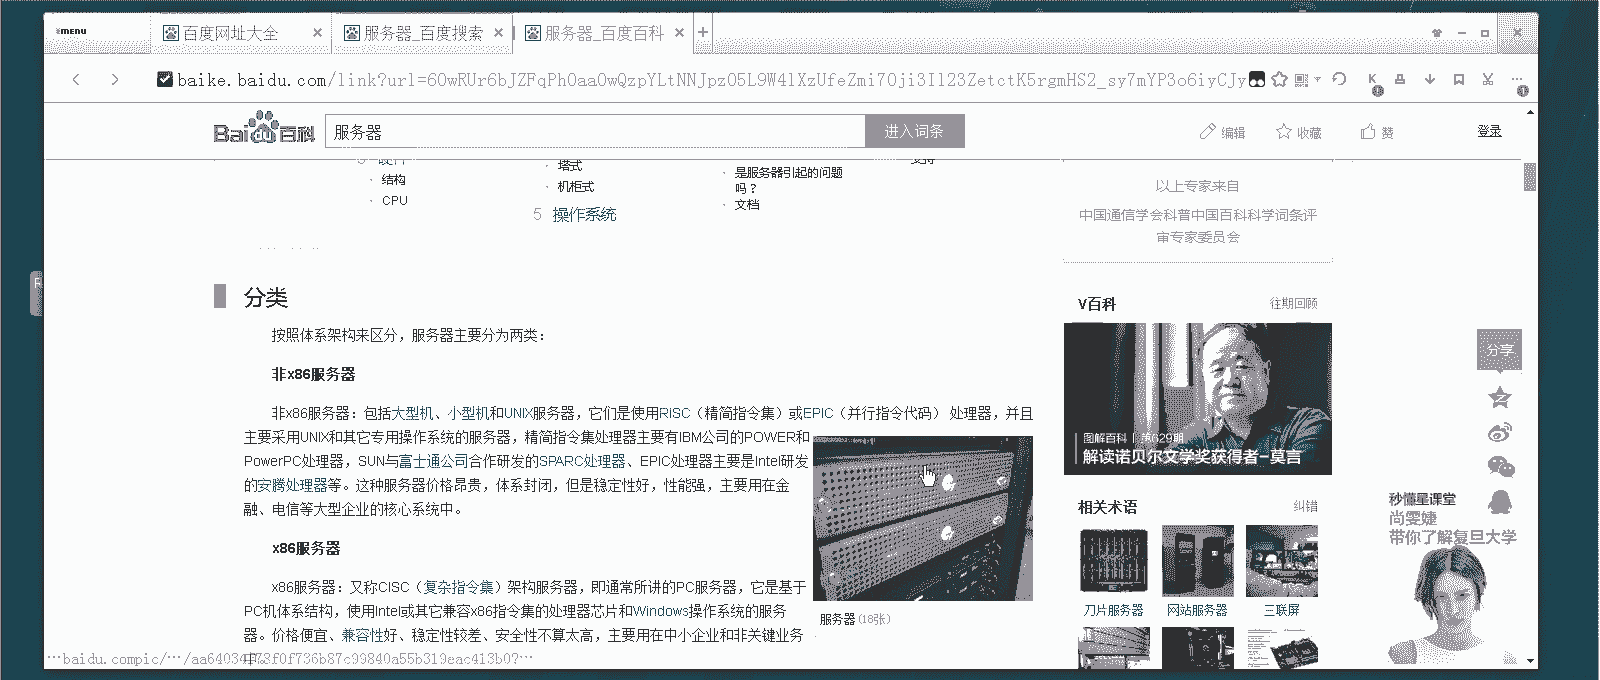 MENU
百度网址大全
服务器_百度搜索
服务器_百度百科
baike.baidu.com/link?url=6OwRUr6bJZFqPhOaaOwQzpYLtNNJpzO5L9W4lXzUfeZmi7Oji3Il23ZetctK5rgmHS2_sy7mYP3o6iyCJy
Bai du 百科
服务器
进入词条
编辑
收藏
赞
登录
结构
CPU
塔式
机柜式
5 操作系统
是服务器引起的问题
吗？
文档
以上专家来自
中国通信学会科普中国百科科学词条评
审专家委员会
分类
按照体系架构来区分，服务器主要分为两类：
非x86服务器
非x86服务器：包括大型机、小型机和UNIX服务器，它们是使用RISC（精简指令集）或EPIC（并行指令代码） 处理器，并且
主要采用UNIX和其它专用操作系统的服务器，精简指令集处理器主要有IBM公司的POWER和
PowerPC处理器，SUN与富士通公司合作研发的SPARC处理器、EPIC处理器主要是Intel研发
的安腾处理器等。这种服务器价格昂贵，体系封闭，但是稳定性好，性能强，主要用在金
融、电信等大型企业的核心系统中。
x86服务器
x86服务器：又称CISC（复杂指令集）架构服务器，即通常所讲的PC服务器，它是基于
PC机体系结构，使用Intel或其它兼容x86指令集的处理器芯片和Windows操作系统的服务
器。价格便宜、兼容性好、稳定性较差、安全性不算太高，主要用在中小企业和非关键业务
服务器(18张)
V百科
往期回顾
图解百科 | 第629期
解读诺贝尔文学奖获得者-莫言
相关术语
纠错
刀片服务器
网站服务器
三联屏
分享
秒懂星课堂
尚雯婕
带你了解复旦大学